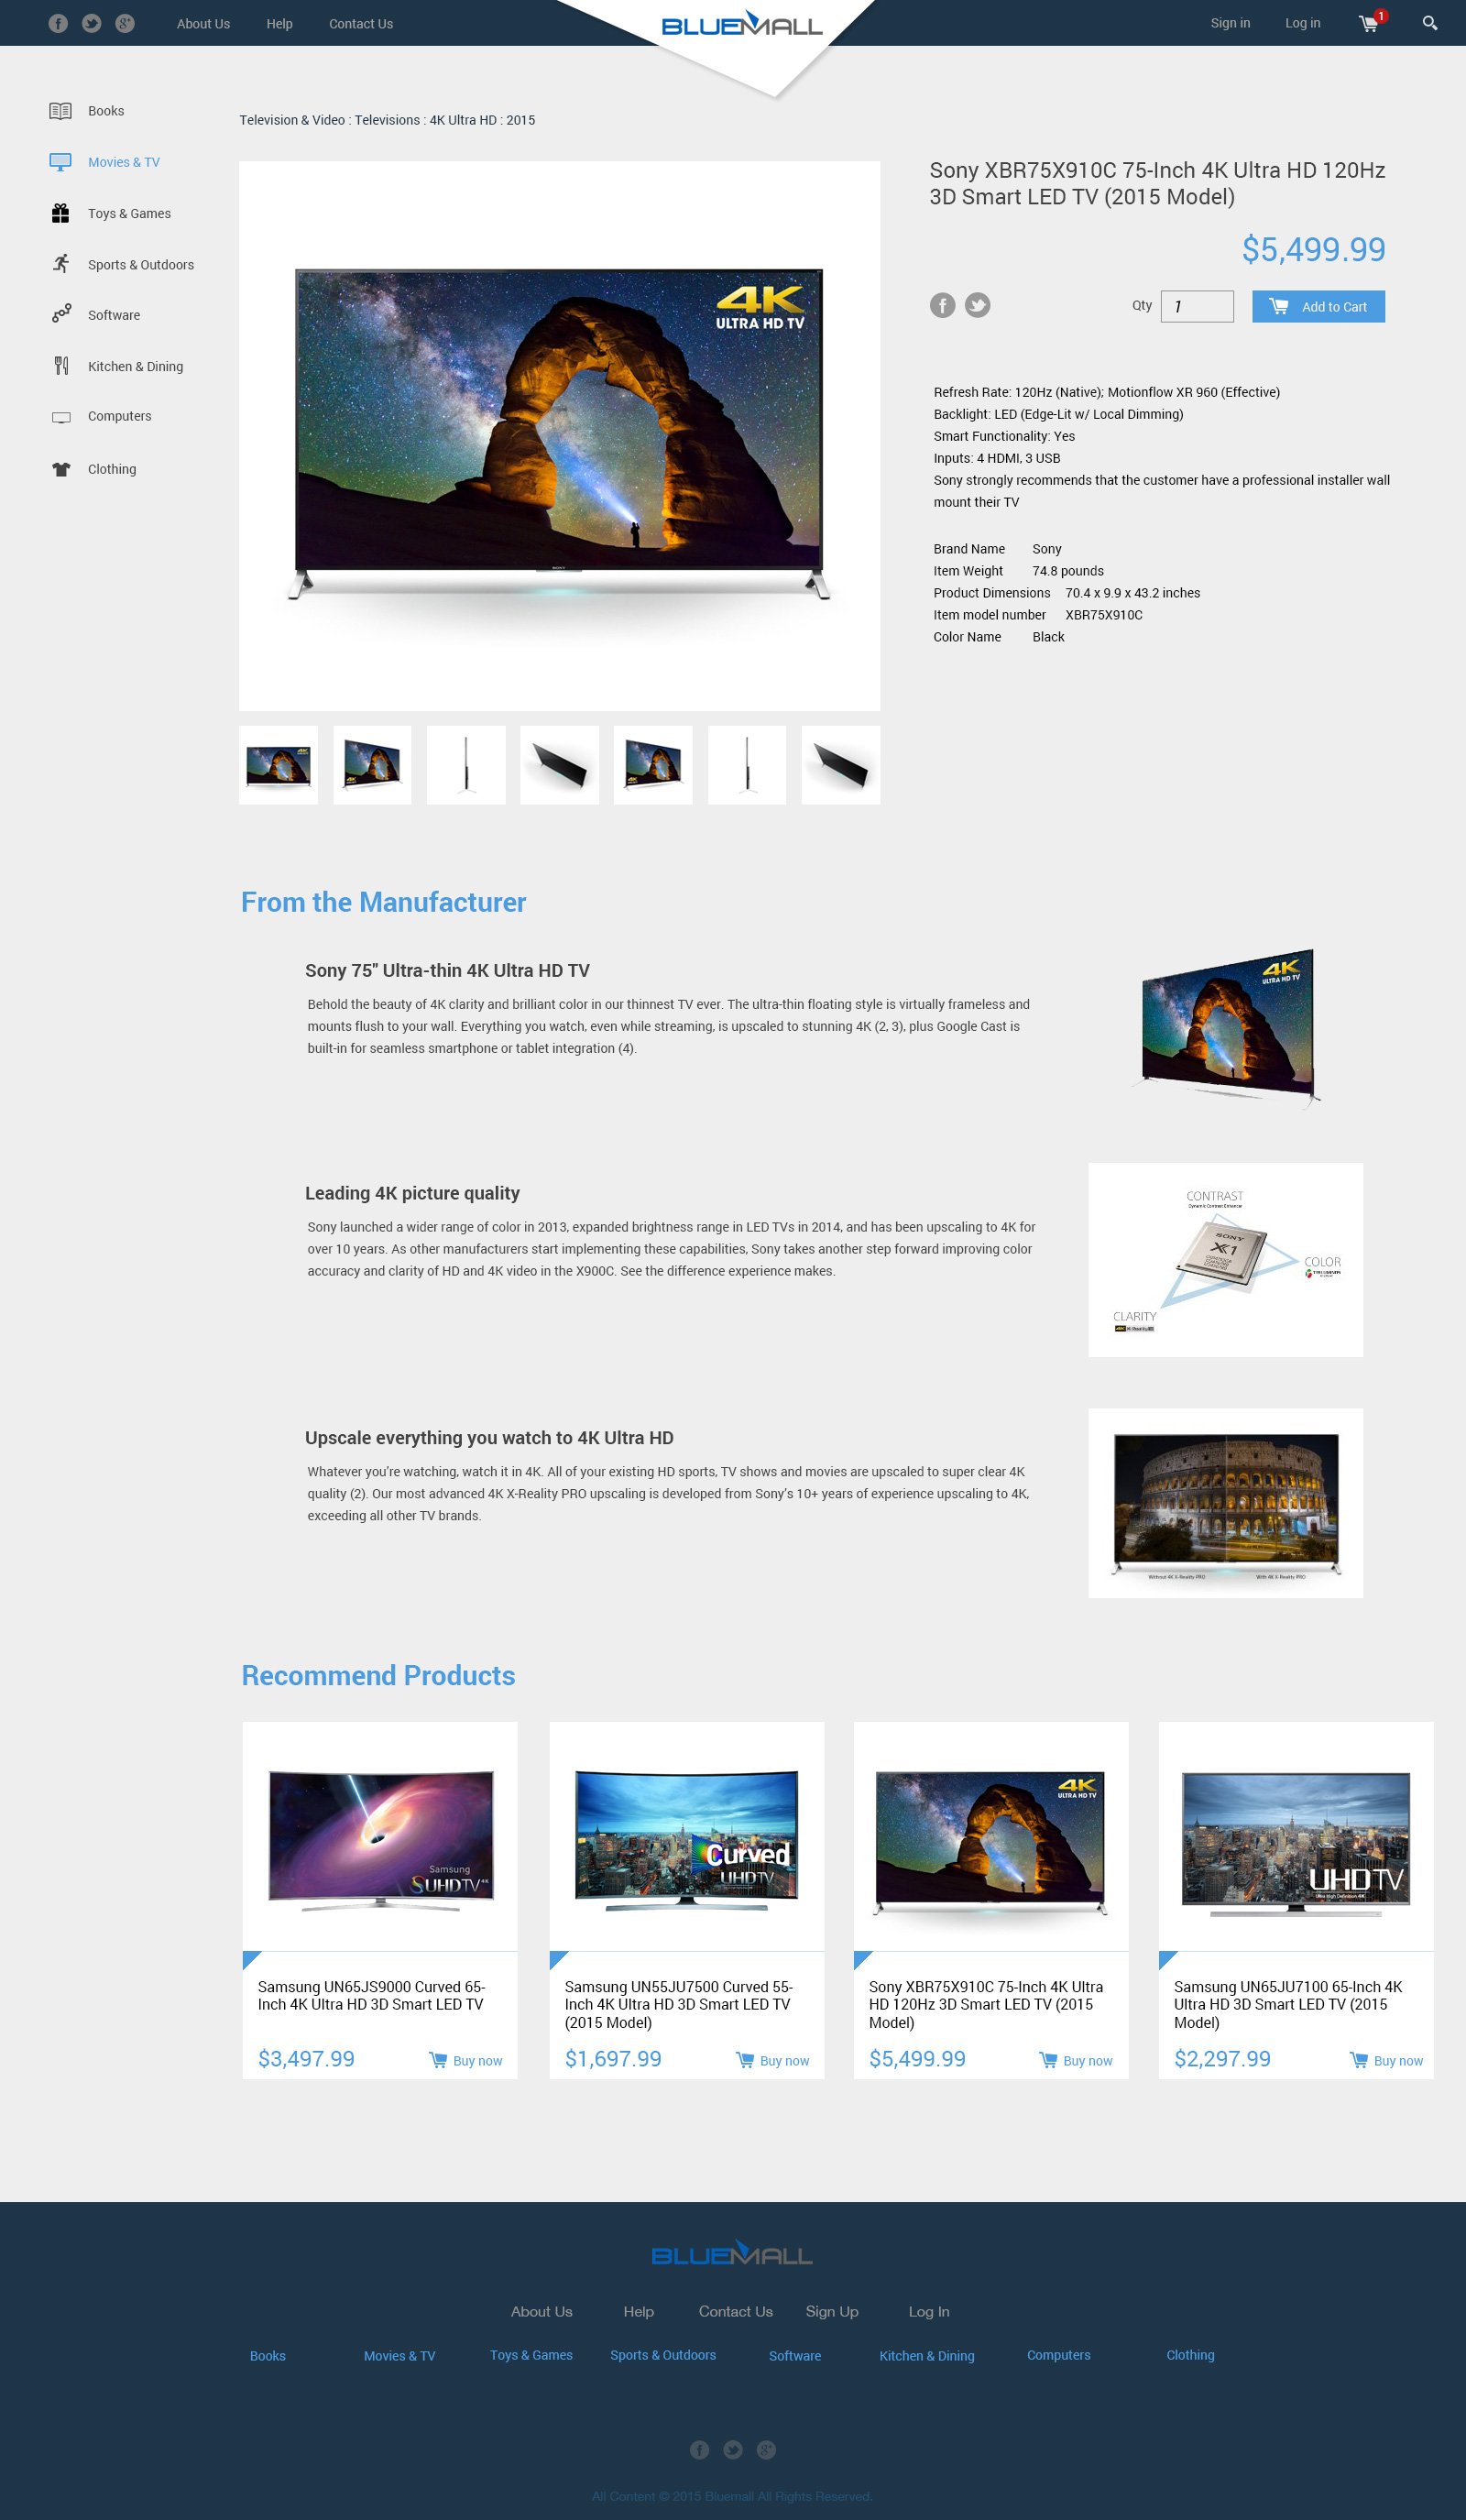 About Us Help Contact Us
BLUEMALL
Sign in Log in 1
Books
Movies & TV
Toys & Games
Sports & Outdoors
Software
Kitchen & Dining
Computers
Clothing
Television & Video : Televisions : 4K Ultra HD : 2015
4K
ULTRA HD TV
SONY
Sony XBR75X910C 75-Inch 4K Ultra HD 120Hz
3D Smart LED TV (2015 Model)
$5,499.99
Qty 1 Add to Cart
Refresh Rate: 120Hz (Native); Motionflow XR 960 (Effective)
Backlight: LED (Edge-Lit w/ Local Dimming)
Smart Functionality: Yes
Inputs: 4 HDMI, 3 USB
Sony strongly recommends that the customer have a professional installer wall
mount their TV
Brand Name Sony
Item Weight 74.8 pounds
Product Dimensions 70.4 x 9.9 x 43.2 inches
Item model number XBR75X910C
Color Name Black
From the Manufacturer
Sony 75" Ultra-thin 4K Ultra HD TV
Behold the beauty of 4K clarity and brilliant color in our thinnest TV ever. The ultra-thin floating style is virtually frameless and
mounts flush to your wall. Everything you watch, even while streaming, is upscaled to stunning 4K (2, 3), plus Google Cast is
built-in for seamless smartphone or tablet integration (4).
4K
ULTRA HD TV
Leading 4K picture quality
Sony launched a wider range of color in 2013, expanded brightness range in LED TVs in 2014, and has been upscaling to 4K for
over 10 years. As other manufacturers start implementing these capabilities, Sony takes another step forward improving color
accuracy and clarity of HD and 4K video in the X900C. See the difference experience makes.
CONTRAST
Dynamic Contrast Enhancer
SONY
X1
COLOR
CLARITY
4K
Upscale everything you watch to 4K Ultra HD
Whatever you're watching, watch it in 4K. All of your existing HD sports, TV shows and movies are upscaled to super clear 4K
quality (2). Our most advanced 4K X-Reality PRO upscaling is developed from Sony's 10+ years of experience upscaling to 4K,
exceeding all other TV brands.
Without 4K X-Reality PRO With 4K X-Reality PRO
Recommend Products
Samsung
SUHDTV 4K
Samsung UN65JS9000 Curved 65-
Inch 4K Ultra HD 3D Smart LED TV
$3,497.99 Buy now
Curved
UHDTV
Samsung UN55JU7500 Curved 55-
Inch 4K Ultra HD 3D Smart LED TV
(2015 Model)
$1,697.99 Buy now
4K
ULTRA HD TV
Sony XBR75X910C 75-Inch 4K Ultra
HD 120Hz 3D Smart LED TV (2015
Model)
$5,499.99 Buy now
UHDTV
Ultra High Definition 4K
Samsung UN65JU7100 65-Inch 4K
Ultra HD 3D Smart LED TV (2015
Model)
$2,297.99 Buy now
BLUEMALL
About Us Help Contact Us Sign Up Log In
Books Movies & TV Toys & Games Sports & Outdoors Software Kitchen & Dining Computers Clothing
All Content © 2015 Bluemall All Rights Reserved.